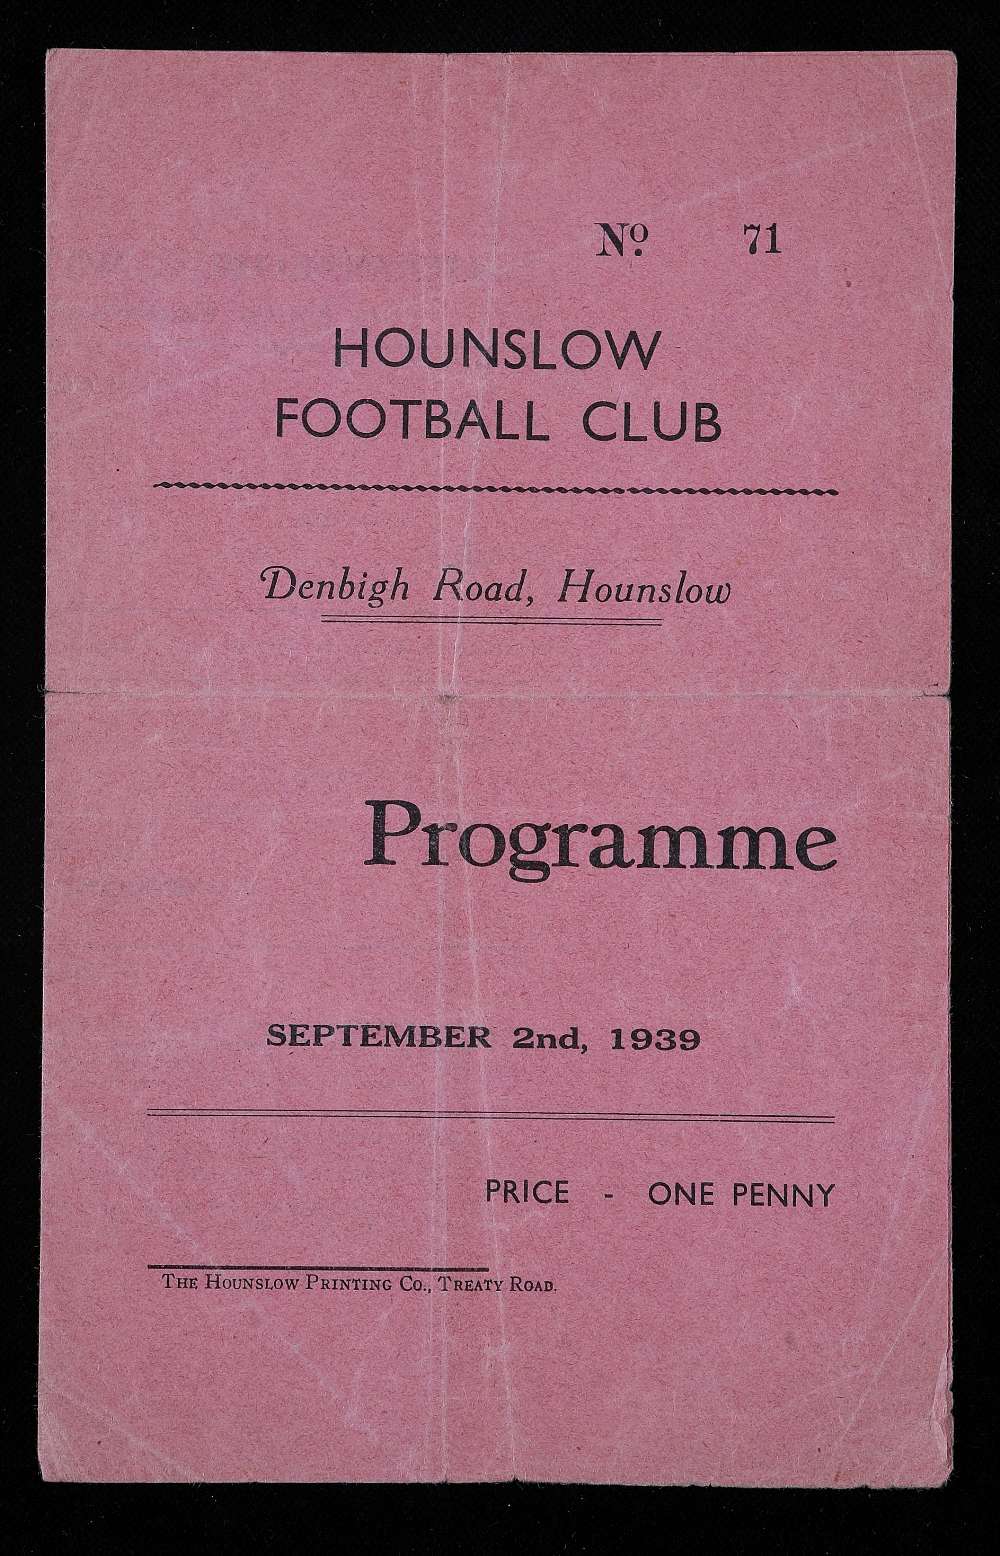 Nº. 71
HOUNSLOW
FOOTBALL CLUB
Denbigh Road, Hounslow
Programme
SEPTEMBER 2nd, 1939
PRICE - ONE PENNY
THE HOUNSLOW PRINTING CO., TREATY ROAD.